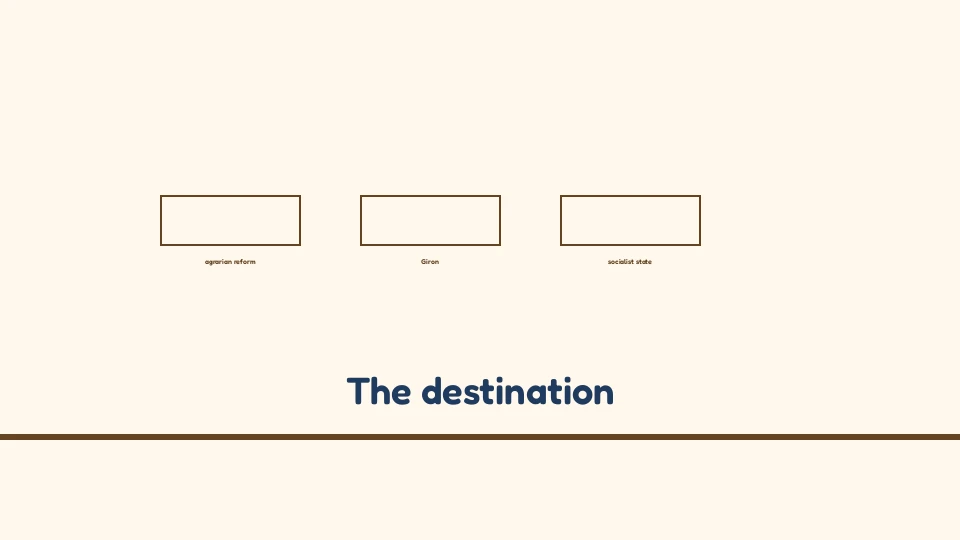 agrarian reform
Giron
socialist state
The destination